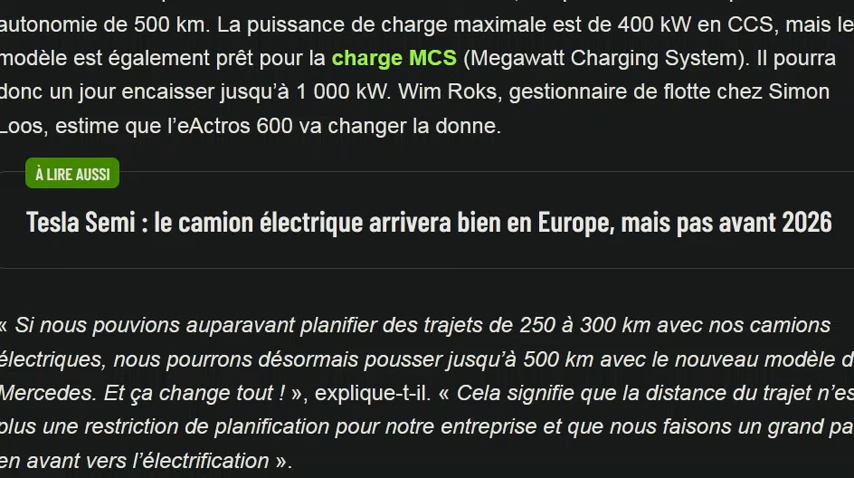 autonomie de 500 km. La puissance de charge maximale est de 400 kW en CCS, mais le
modèle est également prêt pour la charge MCS (Megawatt Charging System). Il pourra
donc un jour encaisser jusqu’à 1 000 kW. Wim Roks, gestionnaire de flotte chez Simon
Loos, estime que l’eActros 600 va changer la donne.
À LIRE AUSSI
Tesla Semi : le camion électrique arrivera bien en Europe, mais pas avant 2026
« Si nous pouvions auparavant planifier des trajets de 250 à 300 km avec nos camions
électriques, nous pourrons désormais pousser jusqu’à 500 km avec le nouveau modèle d
Mercedes. Et ça change tout ! », explique-t-il. « Cela signifie que la distance du trajet n’es
plus une restriction de planification pour notre entreprise et que nous faisons un grand pa
en avant vers l’électrification ».